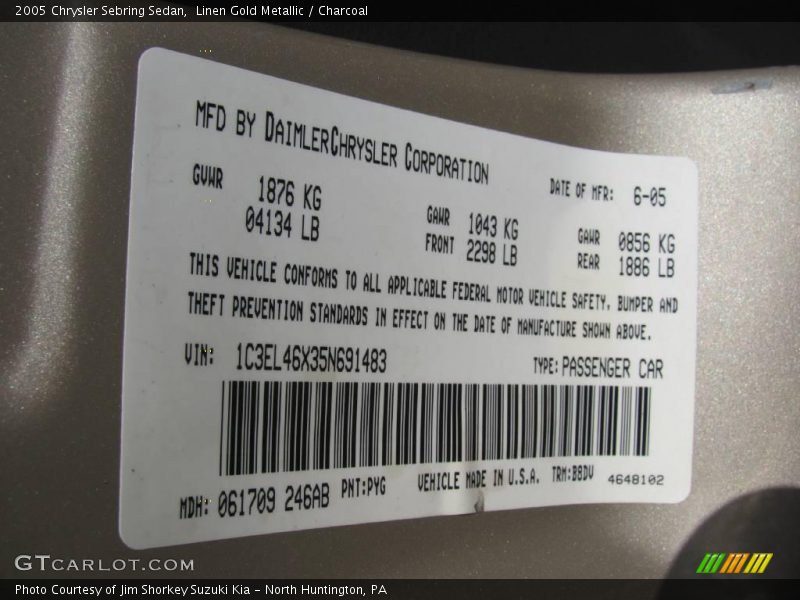 2005 Chrysler Sebring Sedan,  Linen Gold Metallic / Charcoal
MFD BY DAIMLERCHRYSLER CORPORATION
DATE OF MFR: 6-05
GVWR 1876 KG
04134 LB
GAWR 1043 KG
FRONT 2298 LB
GAWR 0856 KG
REAR 1886 LB
THIS VEHICLE CONFORMS TO ALL APPLICABLE FEDERAL MOTOR VEHICLE SAFETY, BUMPER AND
THEFT PREVENTION STANDARDS IN EFFECT ON THE DATE OF MANUFACTURE SHOWN ABOVE.
VIN: 1C3EL46X35N691483 TYPE: PASSENGER CAR
MDH: 061709 246AB PNT:PYG VEHICLE MADE IN U.S.A. TRM:B8DV 4648102
GTCARLOT.COM
Photo Courtesy of Jim Shorkey Suzuki Kia – North Huntington, PA